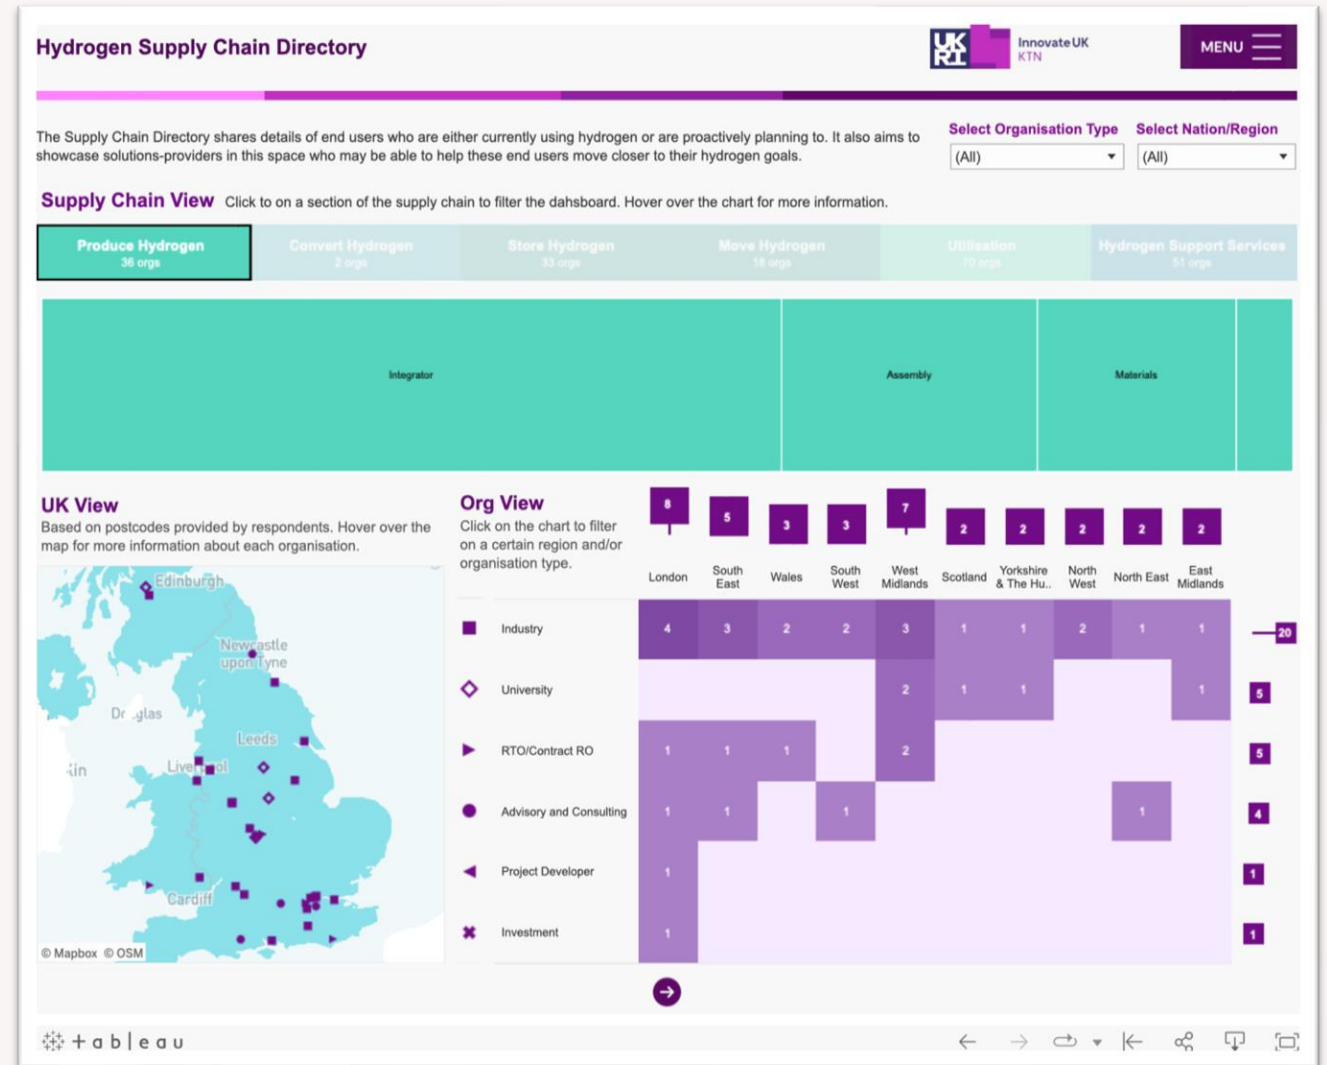 Hydrogen Supply Chain Directory
UK
RI
Innovate UK
KTN
MENU
The Supply Chain Directory shares details of end users who are either currently using hydrogen or are proactively planning to. It also aims to
showcase solutions-providers in this space who may be able to help these end users move closer to their hydrogen goals.
Select Organisation Type
(All)
Select Nation/Region
(All)
Supply Chain View Click to on a section of the supply chain to filter the dahsboard. Hover over the chart for more information.
Produce Hydrogen
36 orgs
Convert Hydrogen
2 orgs
Store Hydrogen
33 orgs
Move Hydrogen
18 orgs
Utilisation
70 orgs
Hydrogen Support Services
51 orgs
Integrator
Assembly
Materials
UK View
Based on postcodes provided by respondents. Hover over the
map for more information about each organisation.
Edinburgh
Newcastle
upon Tyne
Leeds
Cardiff
© Mapbox © OSM
Org View
Click on the chart to filter
on a certain region and/or
organisation type.
8 5 3 3 7 2 2 2 2 2
London
South
East
Wales
South
West
West
Midlands
Scotland
Yorkshire
& The Hu..
North
West
North East
East
Midlands
Industry 4 3 2 2 3 1 1 2 1 1 20
University 2 1 1 1 5
RTO/Contract RO 1 1 1 2 5
Advisory and Consulting 1 1 1 1 4
Project Developer 1 1
Investment 1 1
+ a b l e a u